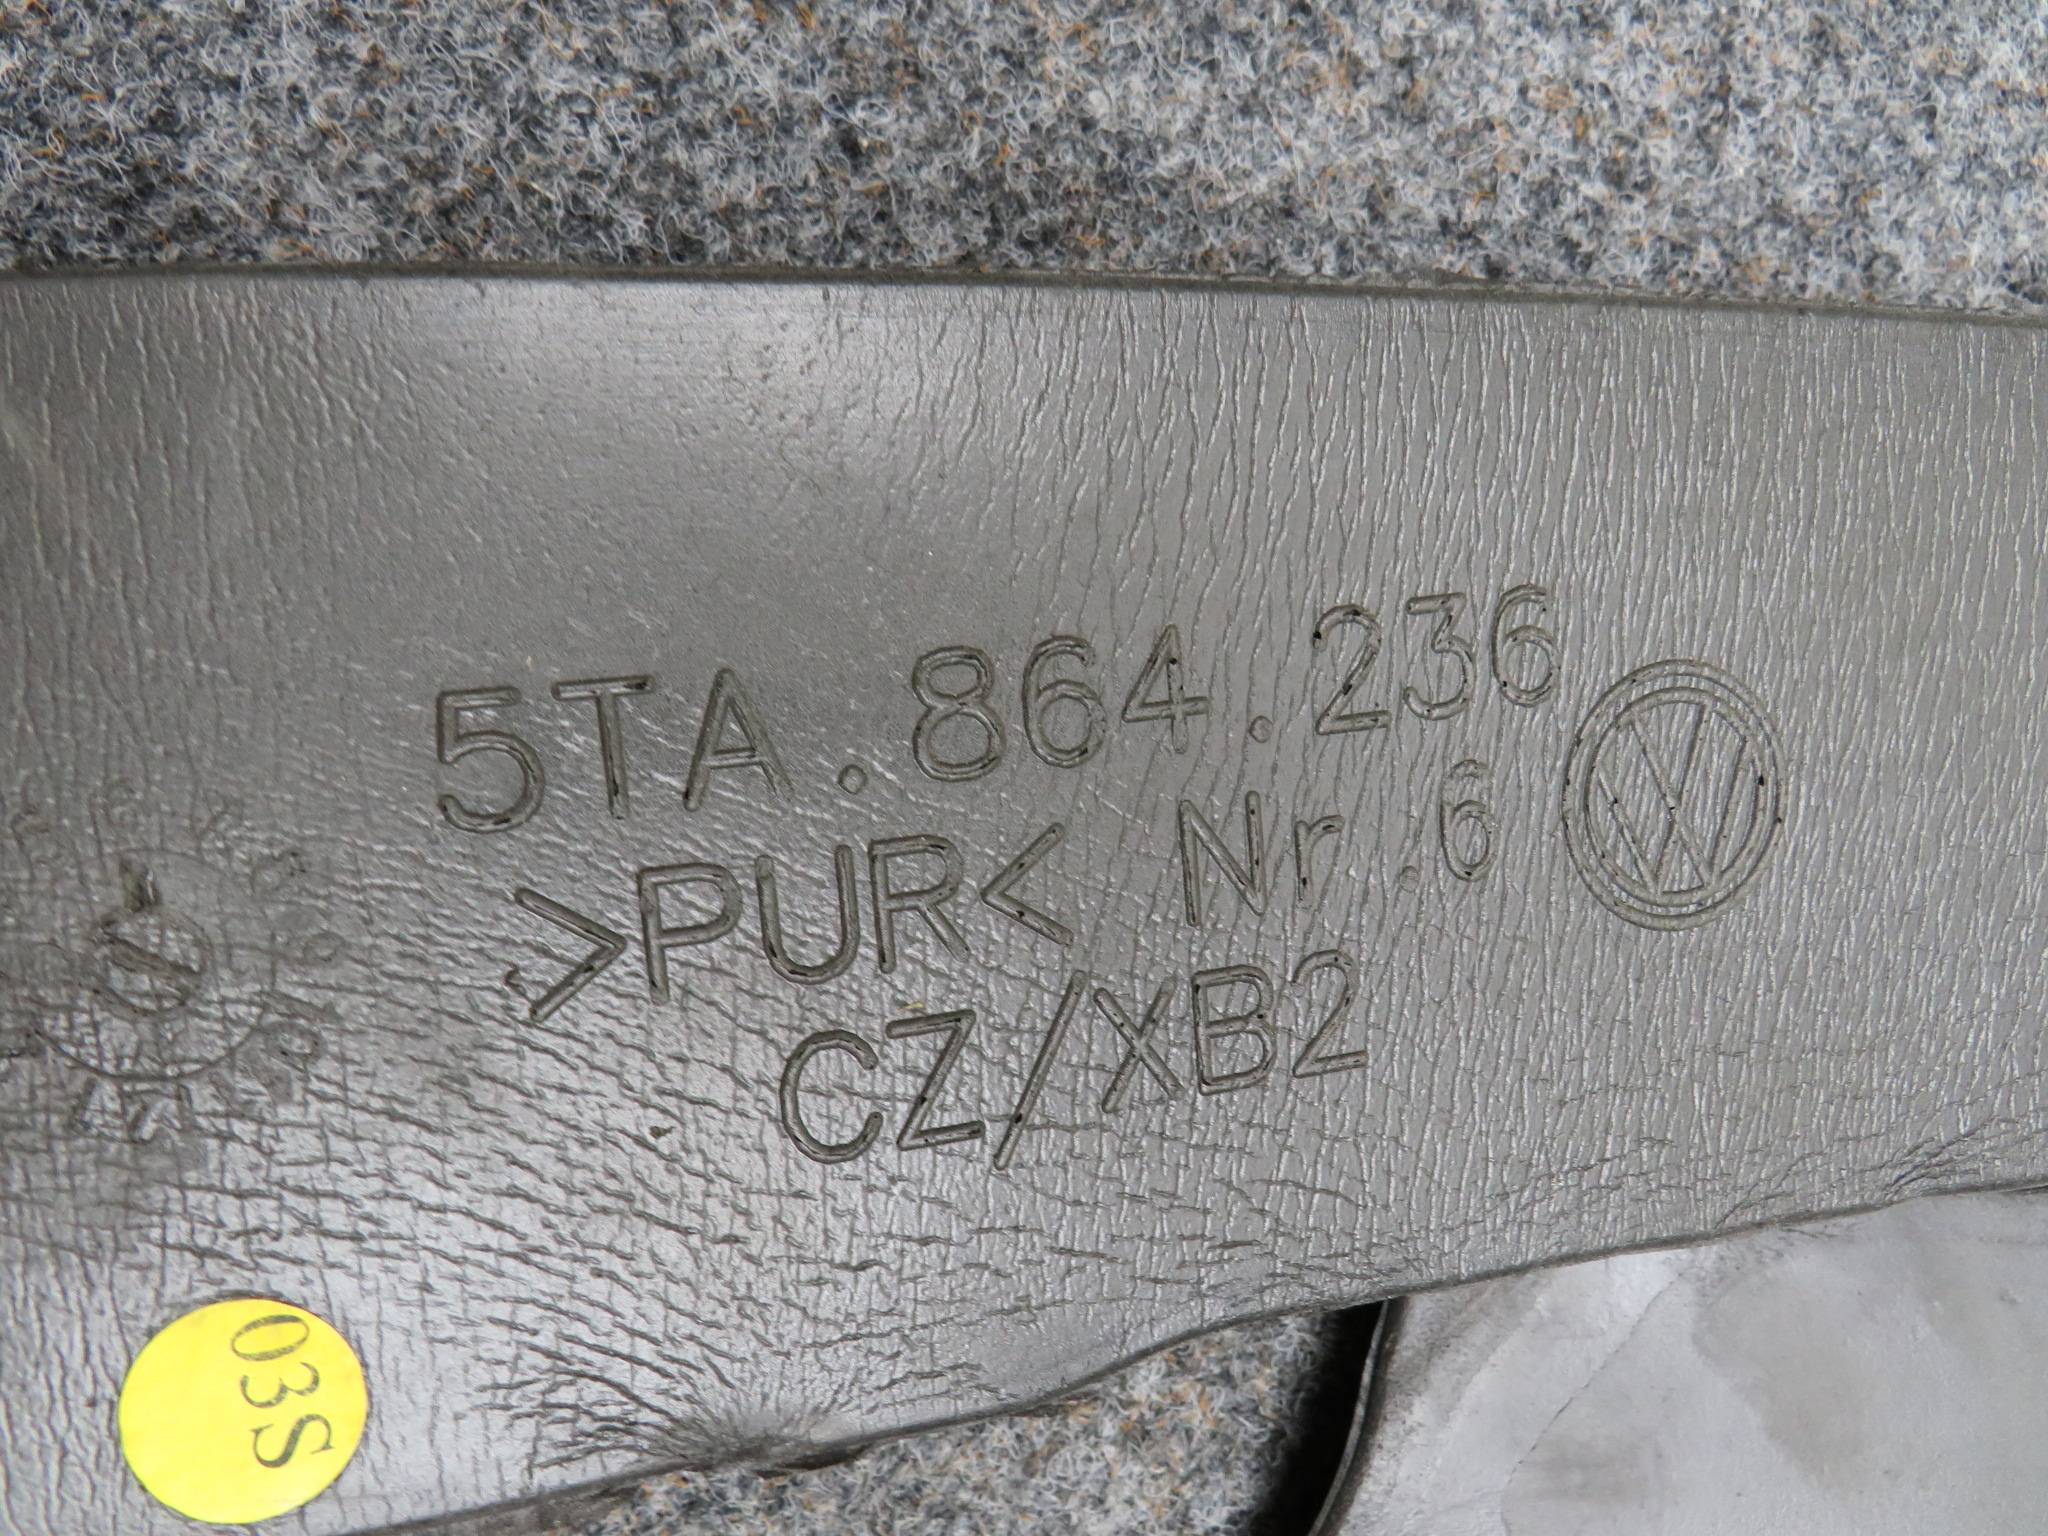 5TA.864.236
>PUR< Nr.6
CZ/XB2
03S